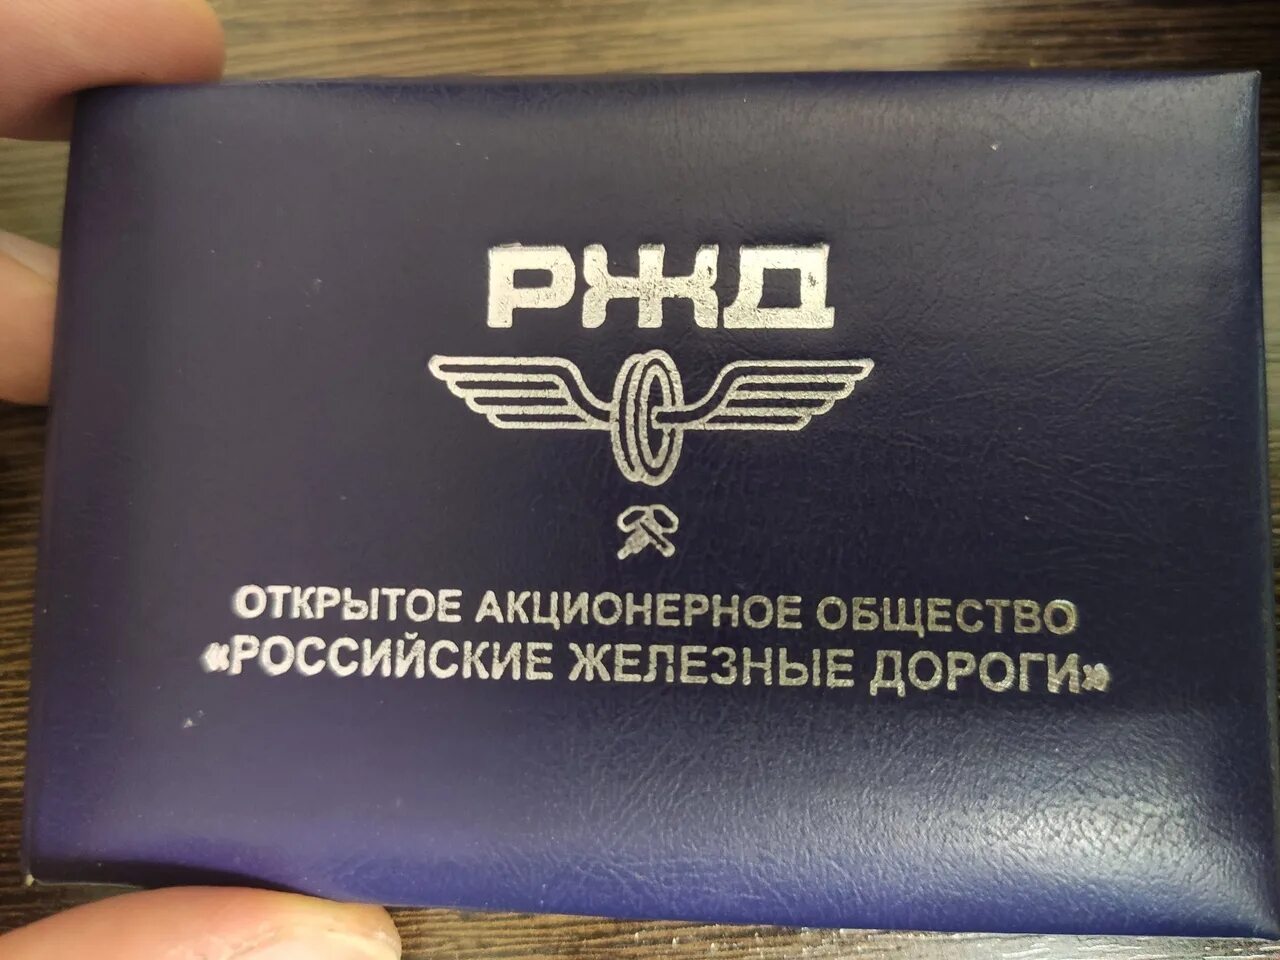 РЖД
ОТКРЫТОЕ АКЦИОНЕРНОЕ ОБЩЕСТВО
«РОССИЙСКИЕ ЖЕЛЕЗНЫЕ ДОРОГИ»